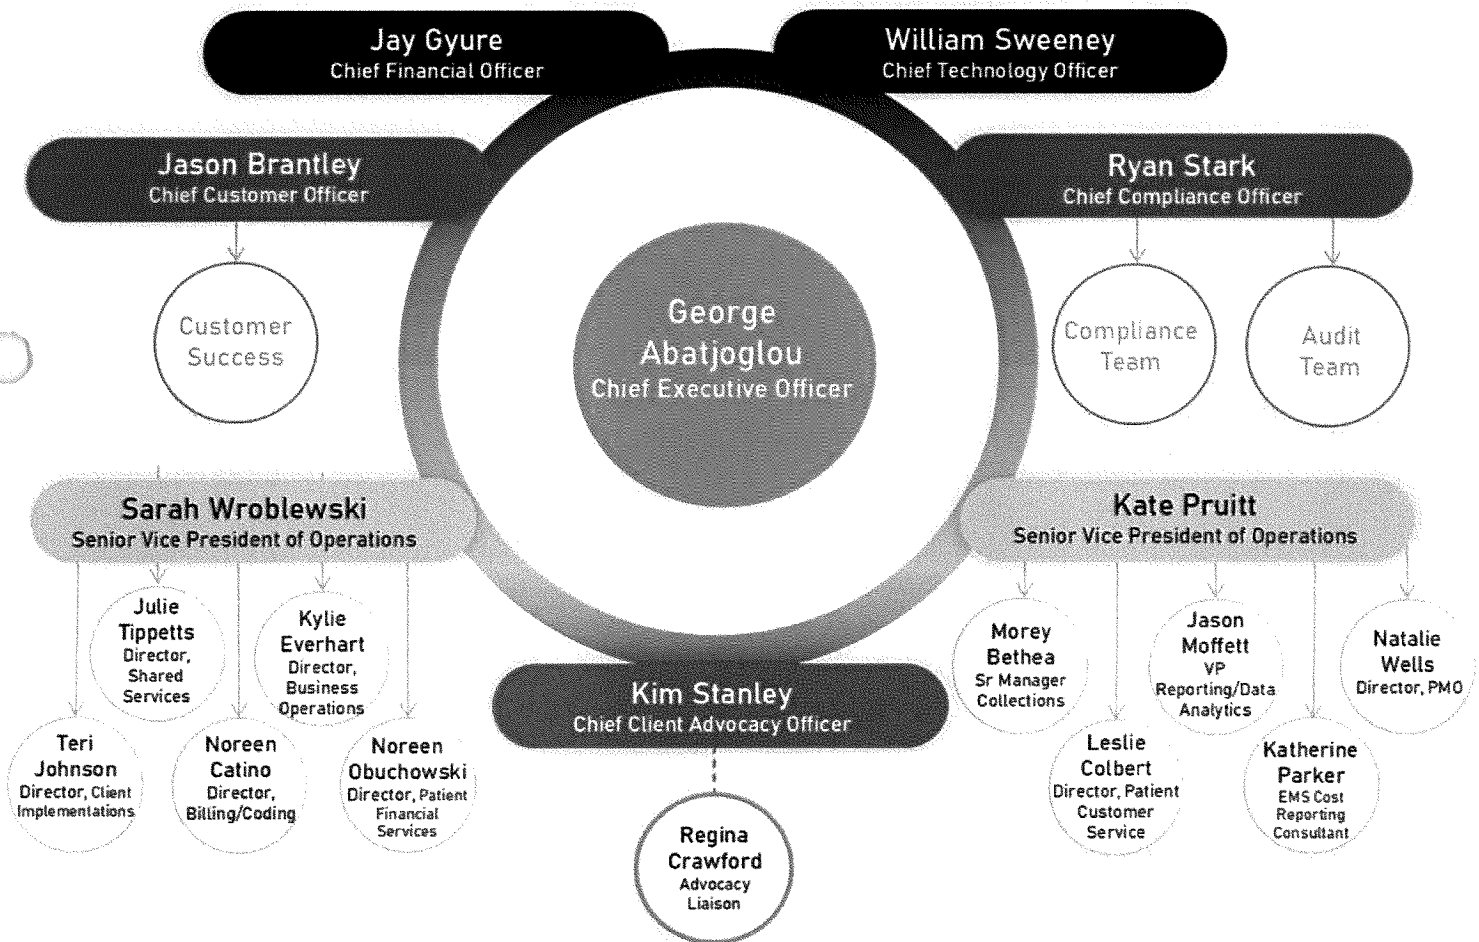 Jay Gyure
Chief Financial Officer
William Sweeney
Chief Technology Officer
Jason Brantley
Chief Customer Officer
Ryan Stark
Chief Compliance Officer
Customer
Success
George
Abatjoglou
Chief Executive Officer
Compliance
Team
Audit
Team
Sarah Wroblewski
Senior Vice President of Operations
Kate Pruitt
Senior Vice President of Operations
Julie
Tippetts
Director,
Shared
Services
Kylie
Everhart
Director,
Business
Operations
Teri
Johnson
Director, Client
Implementations
Noreen
Catino
Director,
Billing/Coding
Noreen
Obuchowski
Director, Patient
Financial
Services
Kim Stanley
Chief Client Advocacy Officer
Regina
Crawford
Advocacy
Liaison
Morey
Bethea
Sr Manager
Collections
Jason
Moffett
VP
Reporting/Data
Analytics
Natalie
Wells
Director, PMO
Leslie
Colbert
Director, Patient
Customer
Service
Katherine
Parker
EMS Cost
Reporting
Consultant